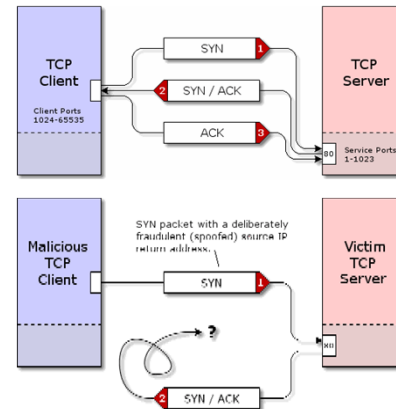 TCP
Client
Client Ports
1024-65535
SYN
1
2
SYN / ACK
ACK
3
TCP
Server
80
Service Ports
1-1023
Malicious
TCP
Client
SYN packet with a deliberately
fraudulent (spoofed) source IP
return address.
SYN
1
?
2
SYN / ACK
Victim
TCP
Server